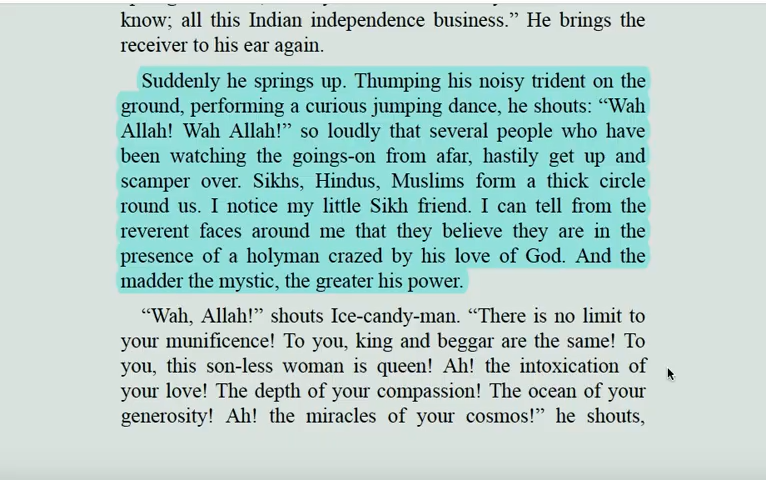 know; all this Indian independence business.” He brings the
receiver to his ear again.
Suddenly he springs up. Thumping his noisy trident on the
ground, performing a curious jumping dance, he shouts: “Wah
Allah! Wah Allah!” so loudly that several people who have
been watching the goings-on from afar, hastily get up and
scamper over. Sikhs, Hindus, Muslims form a thick circle
round us. I notice my little Sikh friend. I can tell from the
reverent faces around me that they believe they are in the
presence of a holyman crazed by his love of God. And the
madder the mystic, the greater his power.
“Wah, Allah!” shouts Ice-candy-man. “There is no limit to
your munificence! To you, king and beggar are the same! To
you, this son-less woman is queen! Ah! the intoxication of
your love! The depth of your compassion! The ocean of your
generosity! Ah! the miracles of your cosmos!” he shouts,